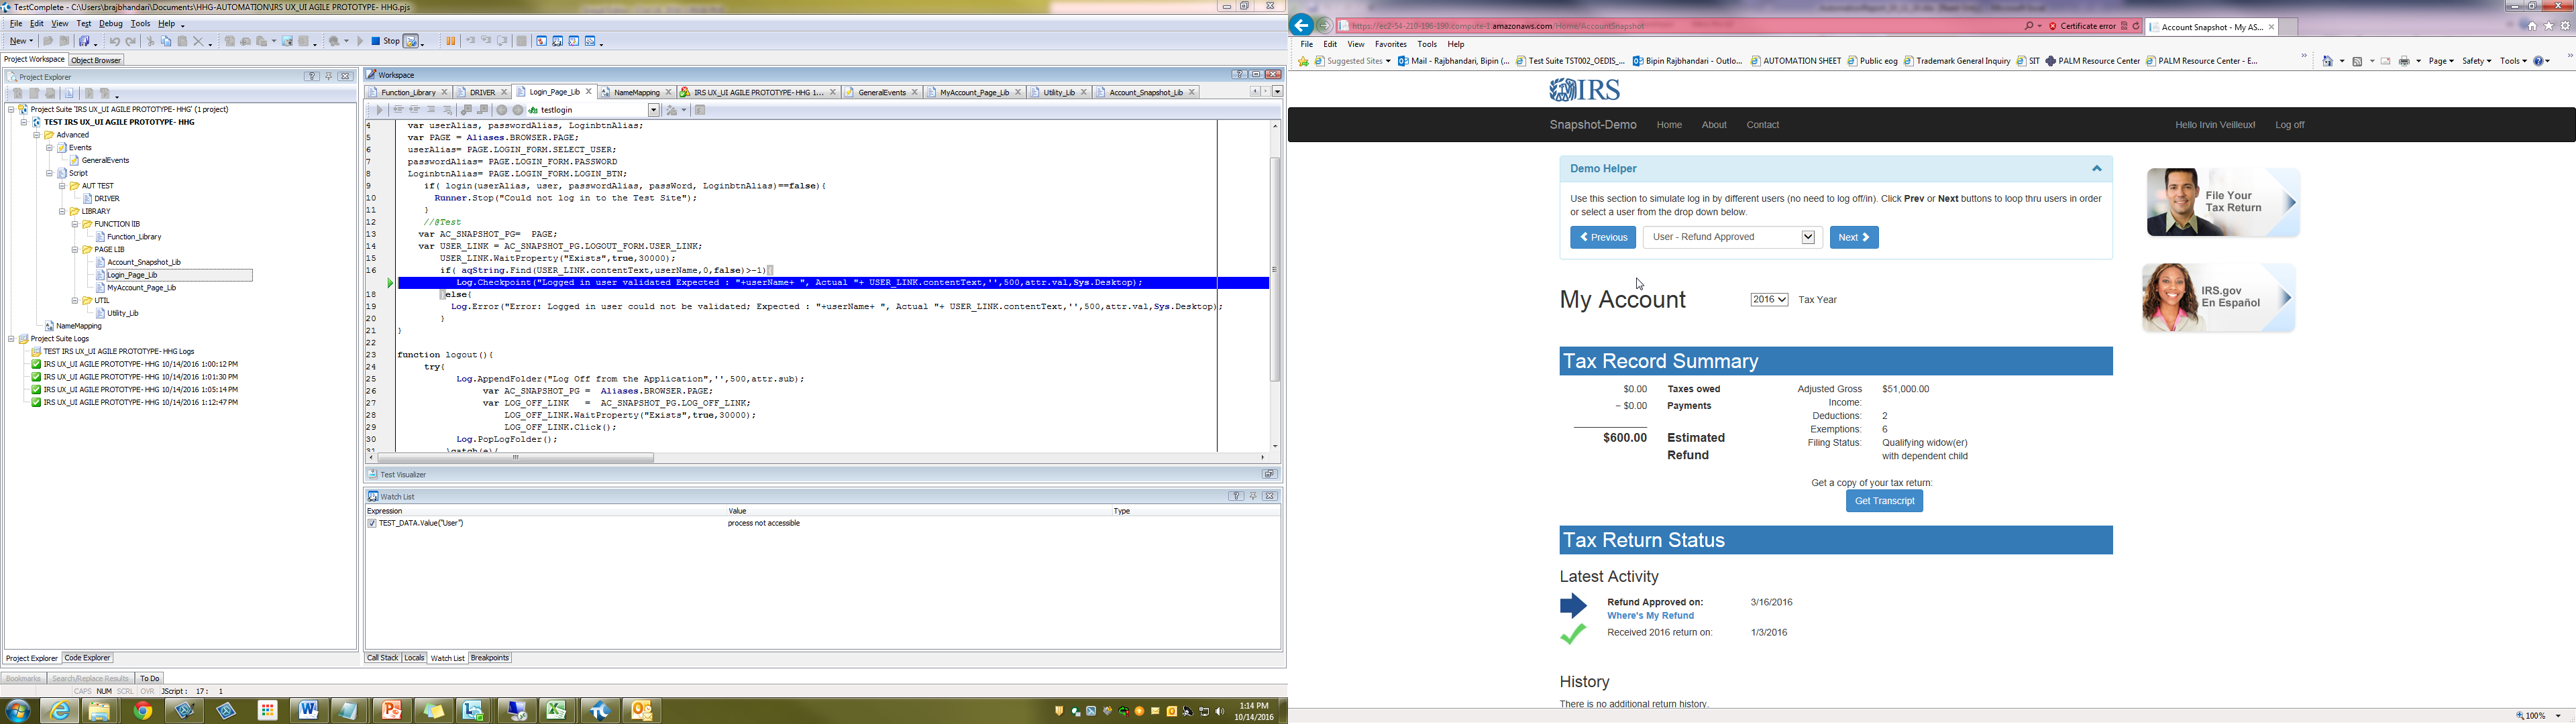 TestComplete - C:\Users\brajbhandari\Documents\HHG-AUTOMATION\IRS UX_UI AGILE PROTOTYPE- HHG.pjs
File Edit View Test Debug Tools Help
New Stop
Project Workspace Object Browser
Project Explorer
Project Suite 'IRS UX_UI AGILE PROTOTYPE- HHG' (1 project)
TEST IRS UX_UI AGILE PROTOTYPE- HHG
Advanced
Events
GeneralEvents
Script
AUT TEST
DRIVER
LIBRARY
FUNCTION lIB
Function_Library
PAGE LIB
Account_Snapshot_Lib
Login_Page_Lib
MyAccount_Page_Lib
UTIL
Utility_Lib
NameMapping
Project Suite Logs
TEST IRS UX_UI AGILE PROTOTYPE- HHG Logs
IRS UX_UI AGILE PROTOTYPE- HHG 10/14/2016 1:00:12 PM
IRS UX_UI AGILE PROTOTYPE- HHG 10/14/2016 1:01:30 PM
IRS UX_UI AGILE PROTOTYPE- HHG 10/14/2016 1:05:14 PM
IRS UX_UI AGILE PROTOTYPE- HHG 10/14/2016 1:12:47 PM
Project Explorer Code Explorer
Bookmarks Search/Replace Results To Do
CAPS NUM SCRL OVR JScript : 17 : 1
Workspace
Function_Library DRIVER Login_Page_Lib NameMapping IRS UX_UI AGILE PROTOTYPE- HHG 1... GeneralEvents MyAccount_Page_Lib Utility_Lib Account_Snapshot_Lib
testlogin
4 var userAlias, passwordAlias, LoginbtnAlias;
5 var PAGE = Aliases.BROWSER.PAGE;
6 userAlias= PAGE.LOGIN_FORM.SELECT_USER;
7 passwordAlias= PAGE.LOGIN_FORM.PASSWORD
8 LoginbtnAlias= PAGE.LOGIN_FORM.LOGIN_BTN;
9 if( login(userAlias, user, passwordAlias, passWord, LoginbtnAlias)==false){
10 Runner.Stop("Could not log in to the Test Site");
11 }
12 //@Test
13 var AC_SNAPSHOT_PG= PAGE;
14 var USER_LINK = AC_SNAPSHOT_PG.LOGOUT_FORM.USER_LINK;
15 USER_LINK.WaitProperty("Exists",true,30000);
16 if( aqString.Find(USER_LINK.contentText,userName,0,false)>-1){
Log.Checkpoint("Logged in user validated Expected : "+userName+ ", Actual "+ USER_LINK.contentText,'',500,attr.val,Sys.Desktop);
18 }else{
19 Log.Error("Error: Logged in user could not be validated; Expected : "+userName+ ", Actual "+ USER_LINK.contentText,'',500,attr.val,Sys.Desktop);
20 }
21 }
22
23 function logout(){
24 try{
25 Log.AppendFolder("Log Off from the Application",'',500,attr.sub);
26 var AC_SNAPSHOT_PG = Aliases.BROWSER.PAGE;
27 var LOG_OFF_LINK = AC_SNAPSHOT_PG.LOG_OFF_LINK;
28 LOG_OFF_LINK.WaitProperty("Exists",true,30000);
29 LOG_OFF_LINK.Click();
30 Log.PopLogFolder();
31 }catch(e){
Test Visualizer
Watch List
Expression Value Type
TEST_DATA.Value("User") process not accessible
Call Stack Locals Watch List Breakpoints
1:14 PM
10/14/2016
https://ec2-54-210-196-190.compute-1.amazonaws.com/Home/AccountSnapshot Certificate error Account Snapshot - My AS...
File Edit View Favorites Tools Help
Suggested Sites Mail - Rajbhandari, Bipin (... Test Suite TST002_OEDIS_... Bipin Rajbhandari - Outlo... AUTOMATION SHEET Public eog Trademark General Inquiry SIT PALM Resource Center PALM Resource Center - E... Page Safety Tools
IRS
Snapshot-Demo Home About Contact Hello Irvin Veilleux! Log off
Demo Helper
Use this section to simulate log in by different users (no need to log off/in). Click Prev or Next buttons to loop thru users in order
or select a user from the drop down below.
Previous User - Refund Approved Next
File Your
Tax Return
IRS.gov
En Español
My Account 2016 Tax Year
Tax Record Summary
$0.00 Taxes owed Adjusted Gross Income: $51,000.00
− $0.00 Payments
Deductions: 2
Exemptions: 6
$600.00 Estimated Refund
Filing Status: Qualifying widow(er)
with dependent child
Get a copy of your tax return:
Get Transcript
Tax Return Status
Latest Activity
Refund Approved on: 3/16/2016
Where's My Refund
Received 2016 return on: 1/3/2016
History
There is no additional return history.
100%